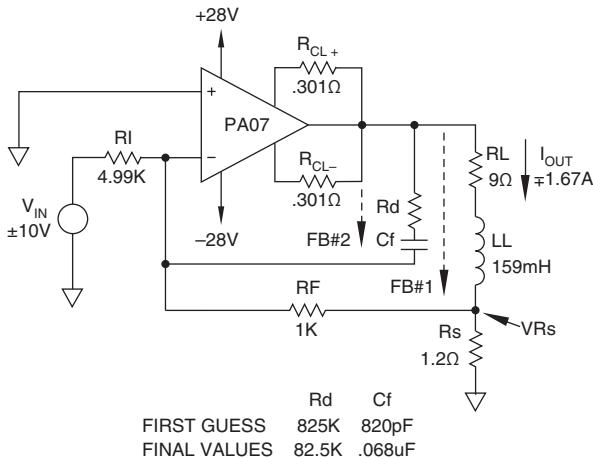 +28V
R_CL +
.301Ω
+
PA07
RI
4.99K
–
R_CL–
.301Ω
RL
9Ω
I_OUT
∓1.67A
V_IN
±10V
–28V
Rd
FB#2
Cf
LL
159mH
FB#1
RF
1K
VRs
Rs
1.2Ω
Rd Cf
FIRST GUESS 825K 820pF
FINAL VALUES 82.5K .068uF